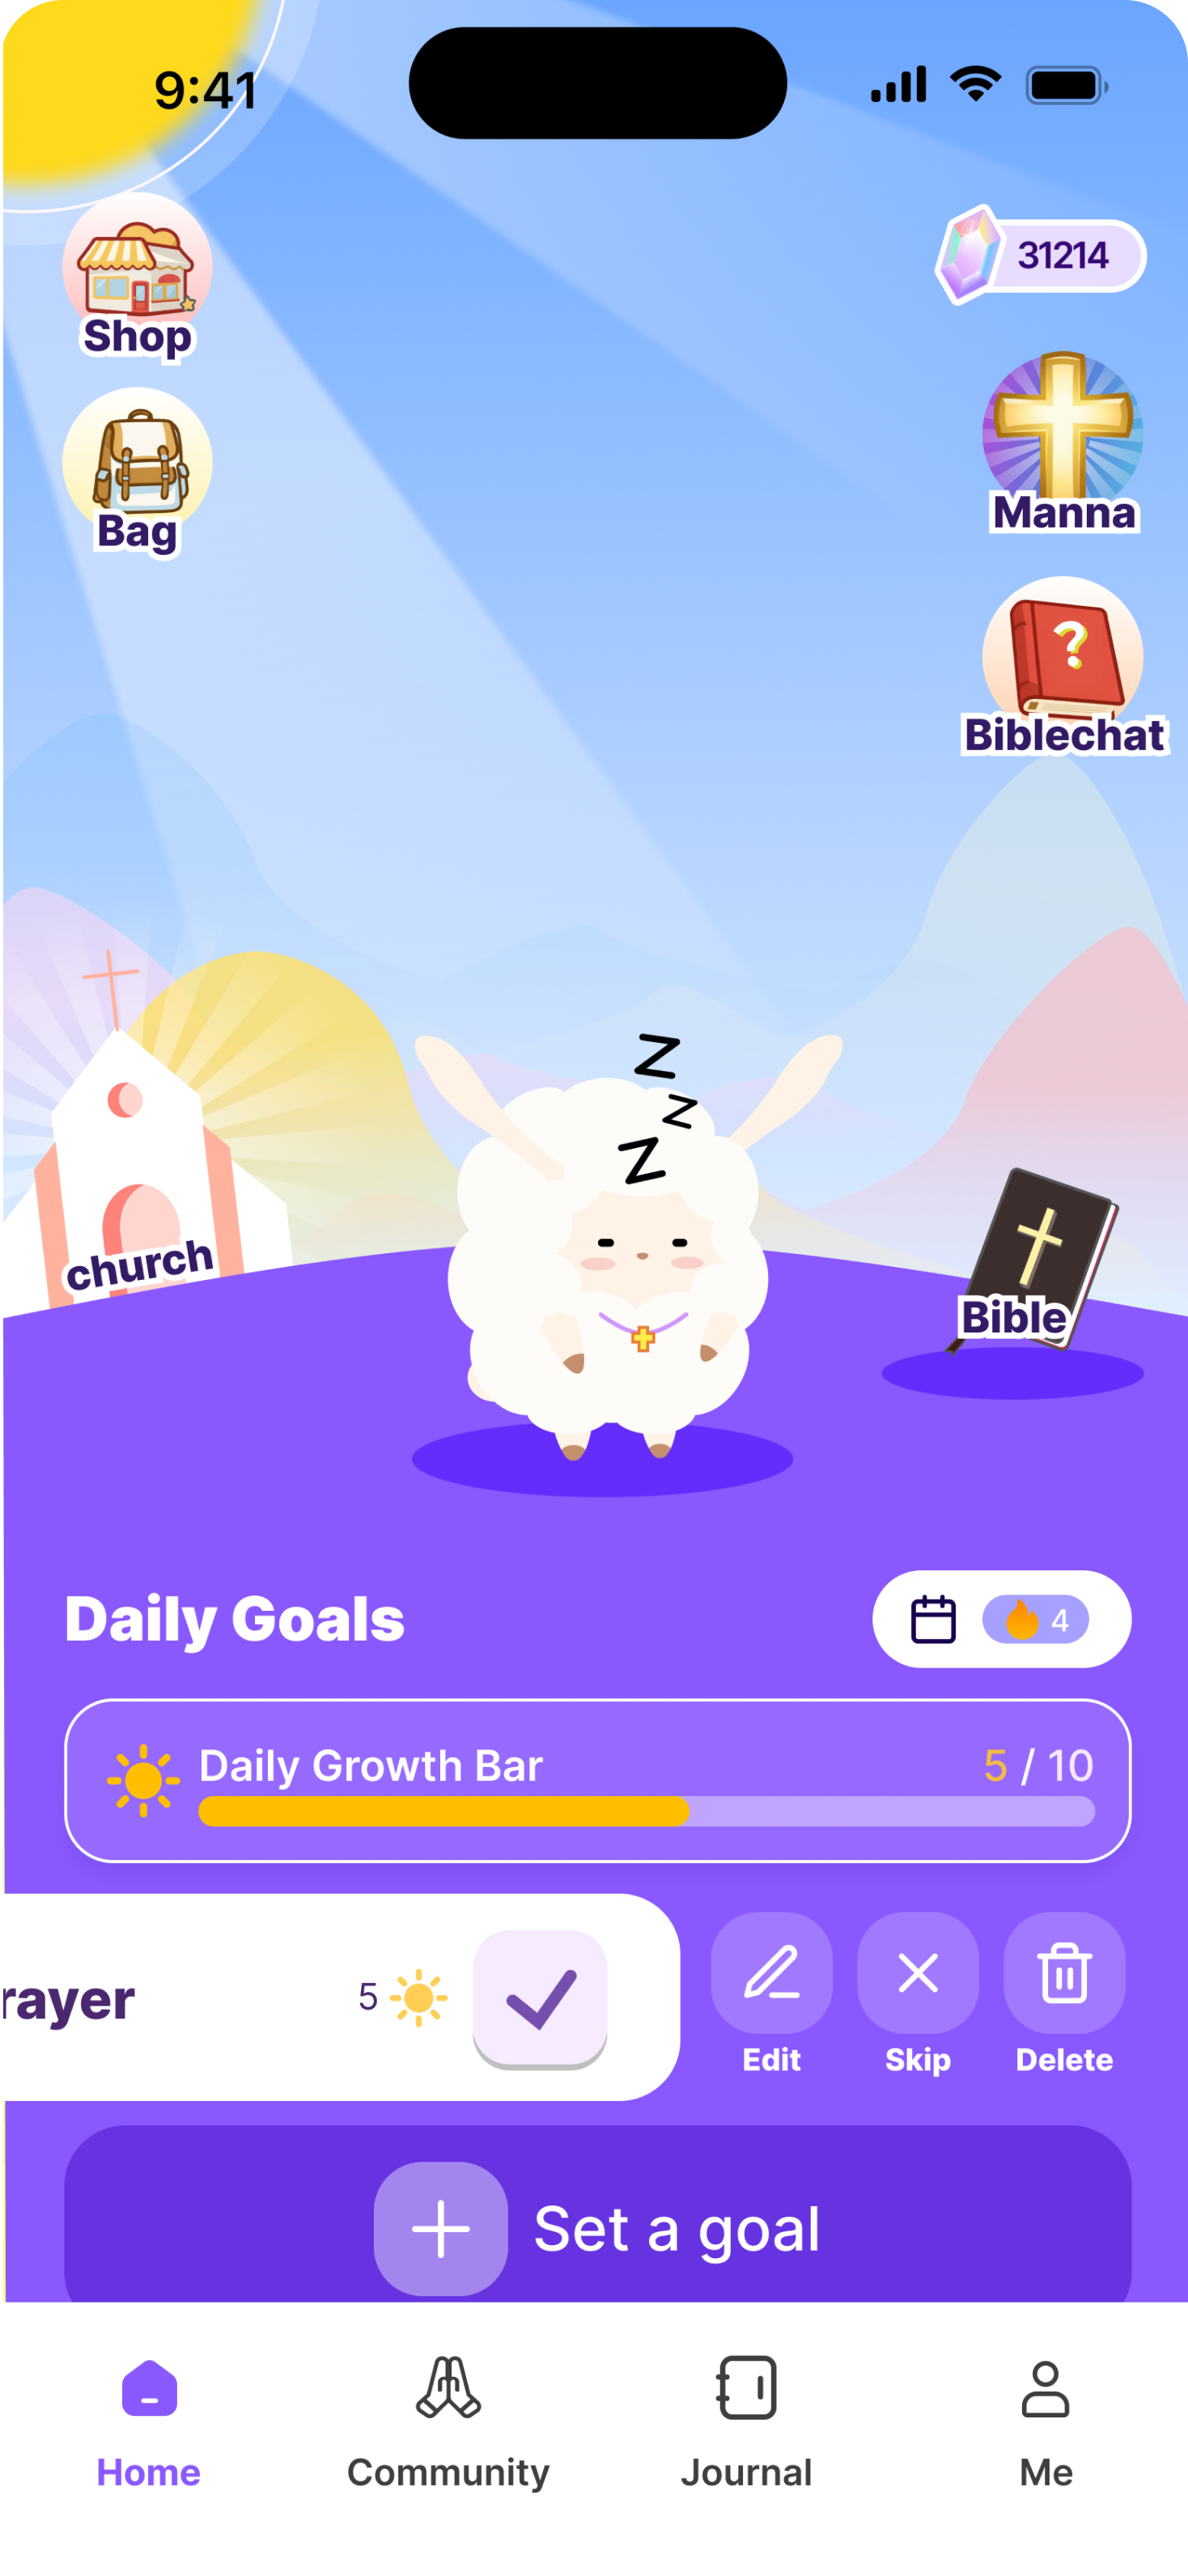 9:41
Shop
31214
Bag
Manna
?
Biblechat
z
z
z
church
Bible
Daily Goals
4
Daily Growth Bar
5 / 10
rayer
5
Edit
Skip
Delete
Set a goal
Home
Community
Journal
Me